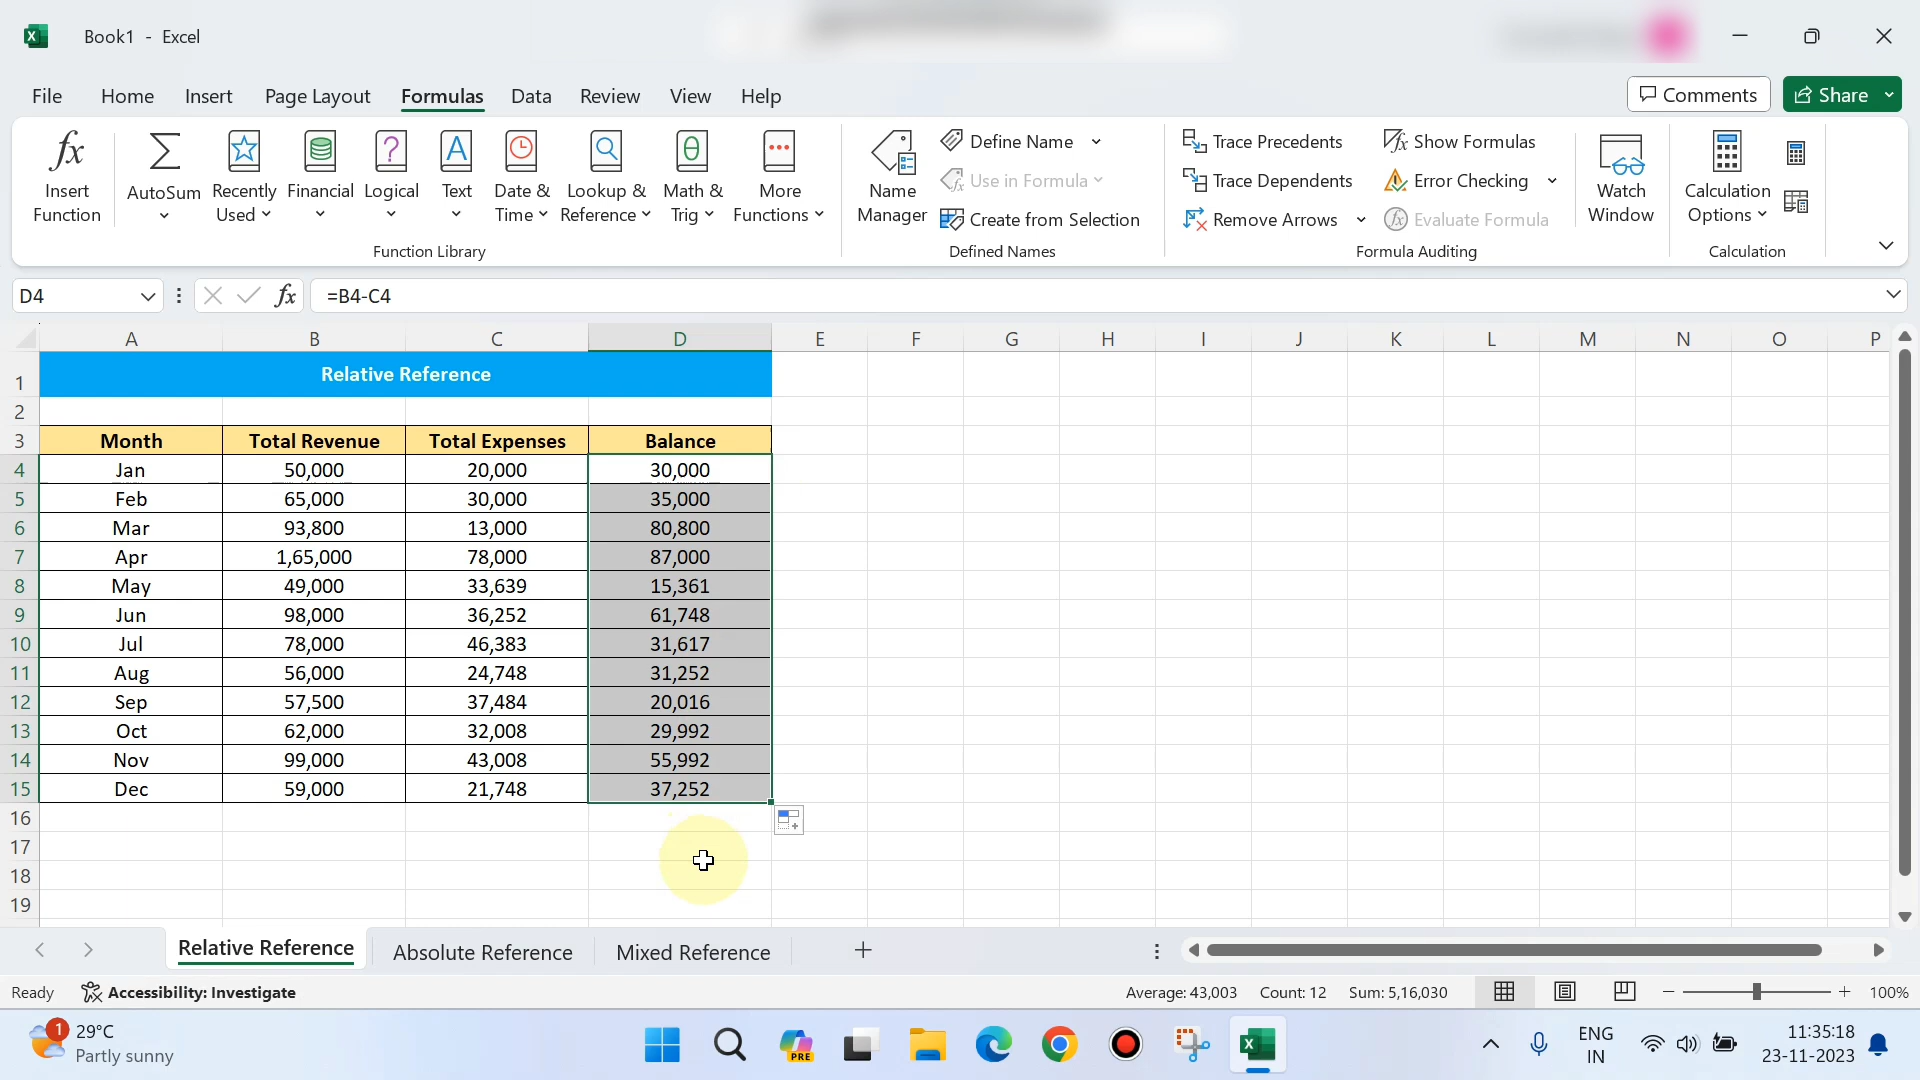 Book1 - Excel
File Home Insert Page Layout Formulas Data Review View Help Comments Share
Insert Function
AutoSum
Recently Used
Financial
Logical
Text
Date & Time
Lookup & Reference
Math & Trig
More Functions
Function Library
Name Manager
Define Name
Use in Formula
Create from Selection
Defined Names
Trace Precedents
Trace Dependents
Remove Arrows
Show Formulas
Error Checking
Evaluate Formula
Formula Auditing
Watch Window
Calculation Options
Calculation
D4 fx =B4-C4
A B C D E F G H I J K L M N O P
1 Relative Reference
2
3 Month Total Revenue Total Expenses Balance
4 Jan 50,000 20,000 30,000
5 Feb 65,000 30,000 35,000
6 Mar 93,800 13,000 80,800
7 Apr 1,65,000 78,000 87,000
8 May 49,000 33,639 15,361
9 Jun 98,000 36,252 61,748
10 Jul 78,000 46,383 31,617
11 Aug 56,000 24,748 31,252
12 Sep 57,500 37,484 20,016
13 Oct 62,000 32,008 29,992
14 Nov 99,000 43,008 55,992
15 Dec 59,000 21,748 37,252
16
17
18
19
Relative Reference Absolute Reference Mixed Reference
Ready Accessibility: Investigate Average: 43,003 Count: 12 Sum: 5,16,030 100%
1 29°C
Partly sunny
PRE
ENG
IN
11:35:18
23-11-2023